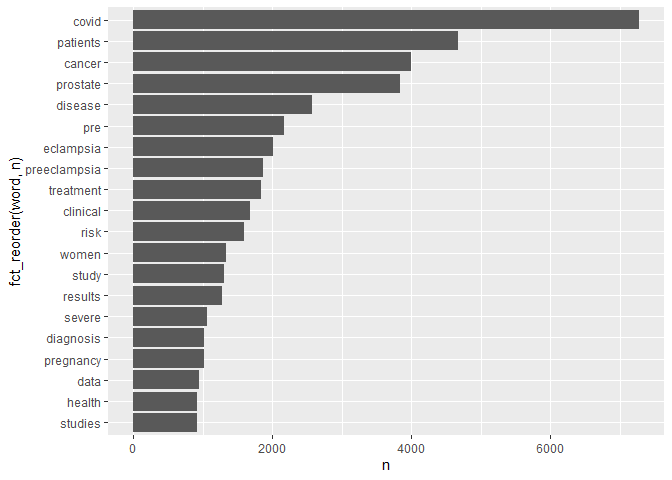 covid
patients
cancer
prostate
disease
pre
eclampsia
preeclampsia
treatment
clinical
risk
women
study
results
severe
diagnosis
pregnancy
data
health
studies
fct_reorder(word, n)
0 2000 4000 6000
n